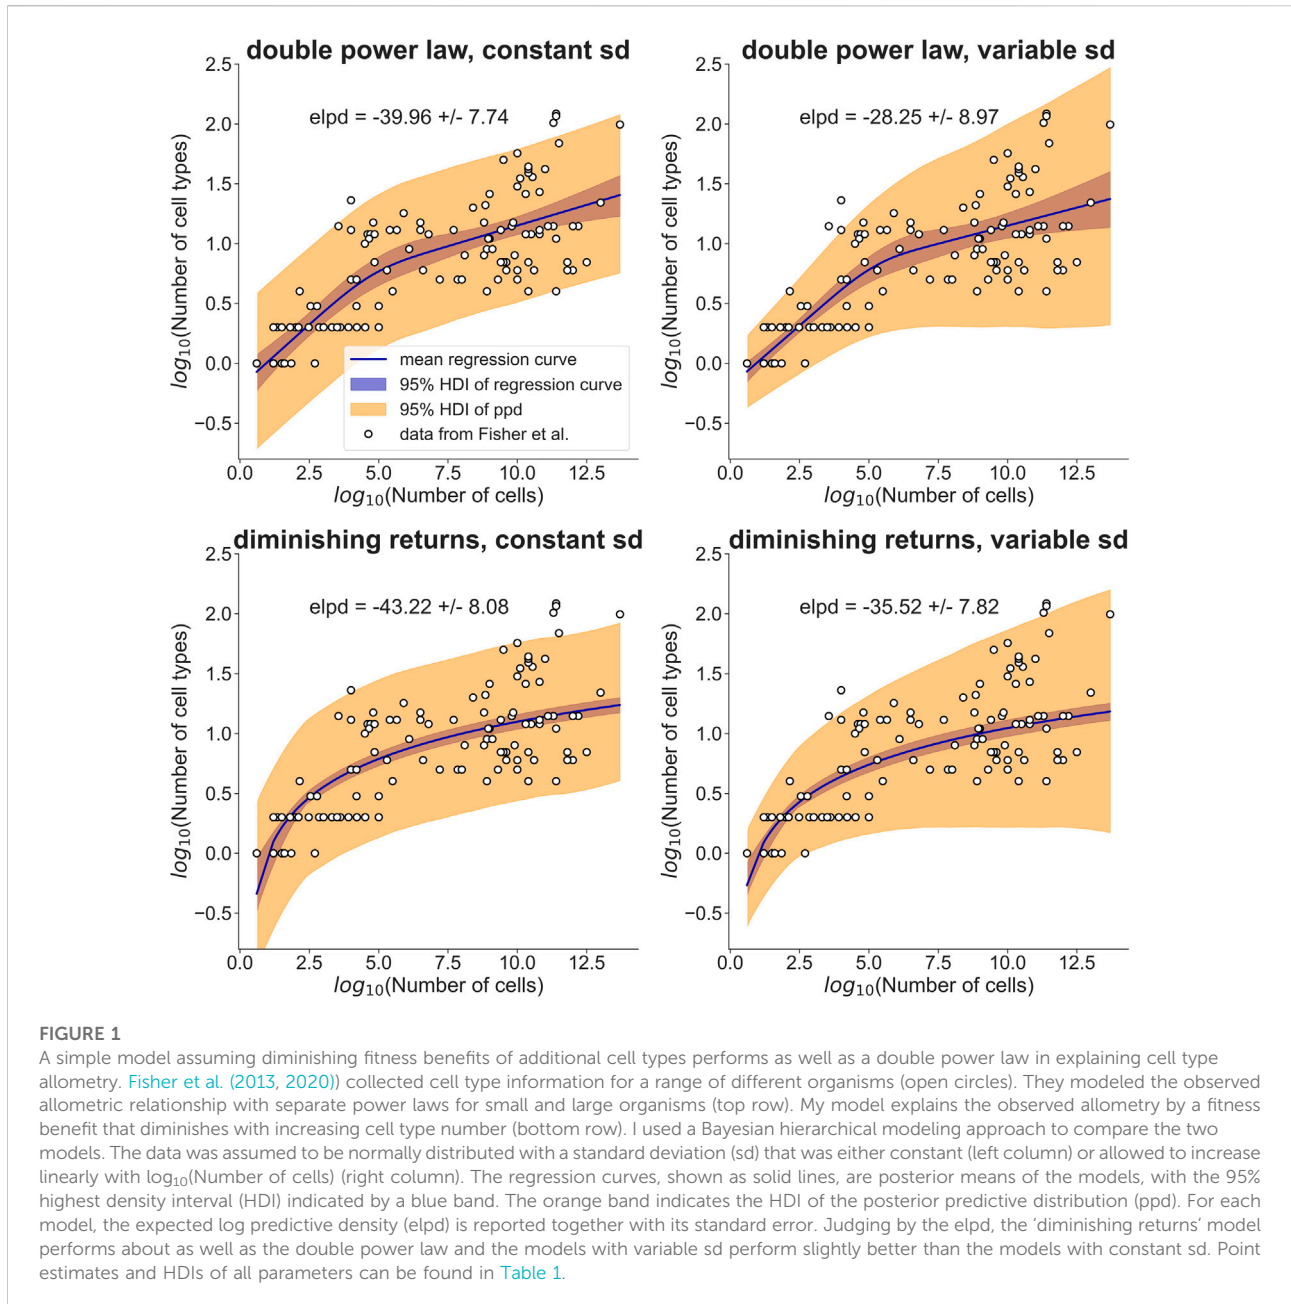 double power law, constant sd
2.5
2.0
1.5
1.0
0.5
0.0
−0.5
log10(Number of cell types)
elpd = -39.96 +/- 7.74
mean regression curve
95% HDI of regression curve
95% HDI of ppd
data from Fisher et al.
0.0 2.5 5.0 7.5 10.0 12.5
log10(Number of cells)
double power law, variable sd
2.5
2.0
1.5
1.0
0.5
0.0
−0.5
log10(Number of cell types)
elpd = -28.25 +/- 8.97
0.0 2.5 5.0 7.5 10.0 12.5
log10(Number of cells)
diminishing returns, constant sd
2.5
2.0
1.5
1.0
0.5
0.0
−0.5
log10(Number of cell types)
elpd = -43.22 +/- 8.08
0.0 2.5 5.0 7.5 10.0 12.5
log10(Number of cells)
diminishing returns, variable sd
2.5
2.0
1.5
1.0
0.5
0.0
−0.5
log10(Number of cell types)
elpd = -35.52 +/- 7.82
0.0 2.5 5.0 7.5 10.0 12.5
log10(Number of cells)
FIGURE 1
A simple model assuming diminishing fitness benefits of additional cell types performs as well as a double power law in explaining cell type
allometry. Fisher et al. (2013, 2020)) collected cell type information for a range of different organisms (open circles). They modeled the observed
allometric relationship with separate power laws for small and large organisms (top row). My model explains the observed allometry by a fitness
benefit that diminishes with increasing cell type number (bottom row). I used a Bayesian hierarchical modeling approach to compare the two
models. The data was assumed to be normally distributed with a standard deviation (sd) that was either constant (left column) or allowed to increase
linearly with log10(Number of cells) (right column). The regression curves, shown as solid lines, are posterior means of the models, with the 95%
highest density interval (HDI) indicated by a blue band. The orange band indicates the HDI of the posterior predictive distribution (ppd). For each
model, the expected log predictive density (elpd) is reported together with its standard error. Judging by the elpd, the ‘diminishing returns’ model
performs about as well as the double power law and the models with variable sd perform slightly better than the models with constant sd. Point
estimates and HDIs of all parameters can be found in Table 1.